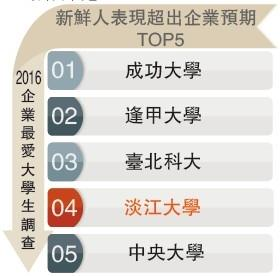 新鮮人表現超出企業預期
TOP5
2016企業最愛大學生調查
01 成功大學
02 逢甲大學
03 臺北科大
04 淡江大學
05 中央大學